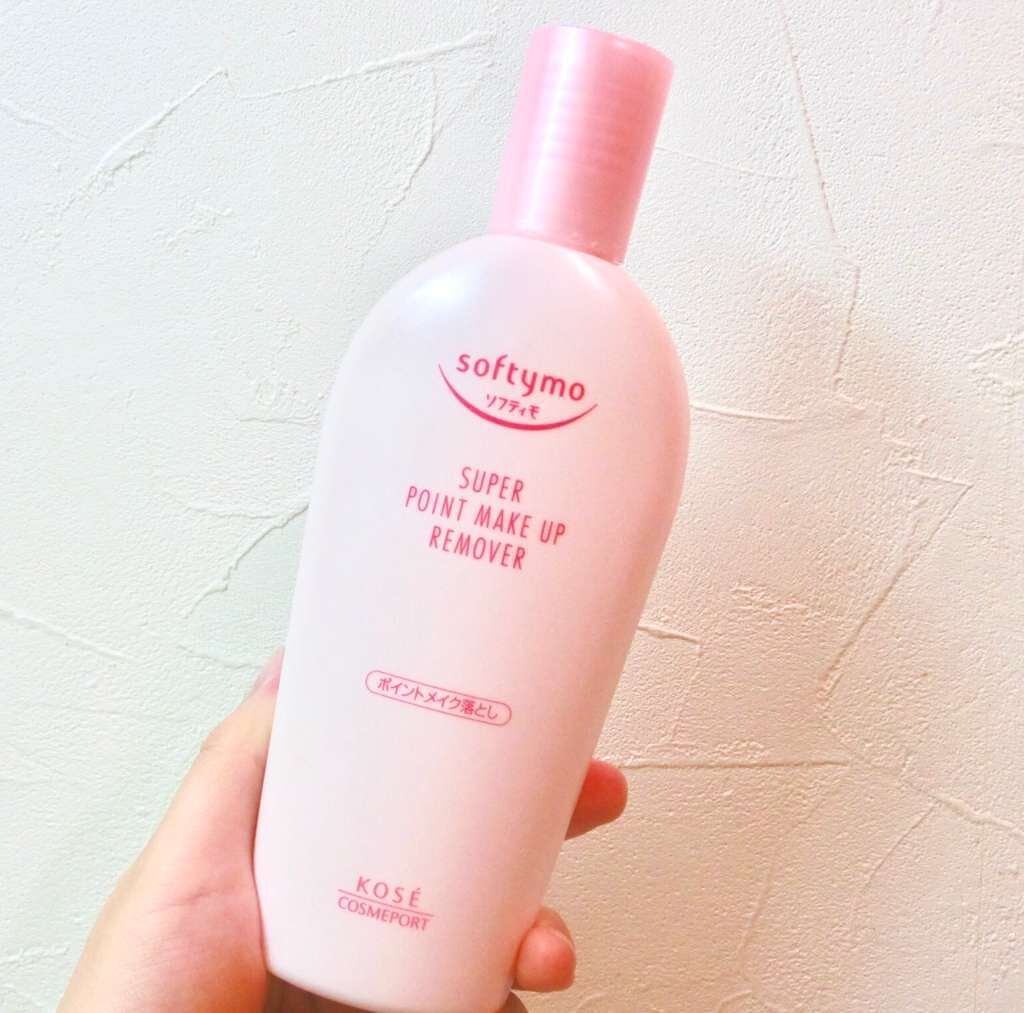 softymo
ソフティモ
SUPER
POINT MAKE UP
REMOVER
ポイントメイク落とし
KOSÉ
COSMEPORT